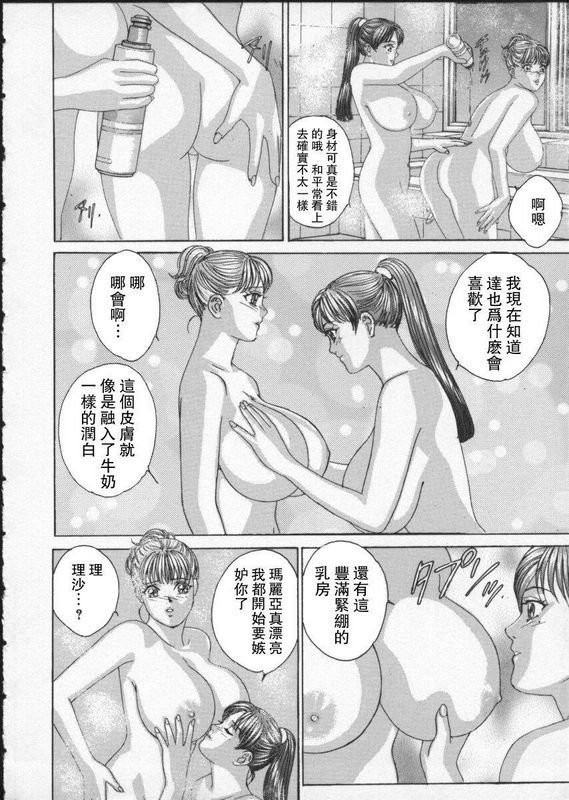 身材可真是不錯
的哦 和平常看上
去確實不太一樣
啊嗯
我現在知道
達也爲什麽會
喜歡了
哪
哪會啊…
這個皮膚就
像是融入了牛奶
一樣的潤白
還有這
豐滿緊繃的
乳房
タプン
瑪麗亞真漂亮
我都開始要嫉
妒你了
理
理沙…?